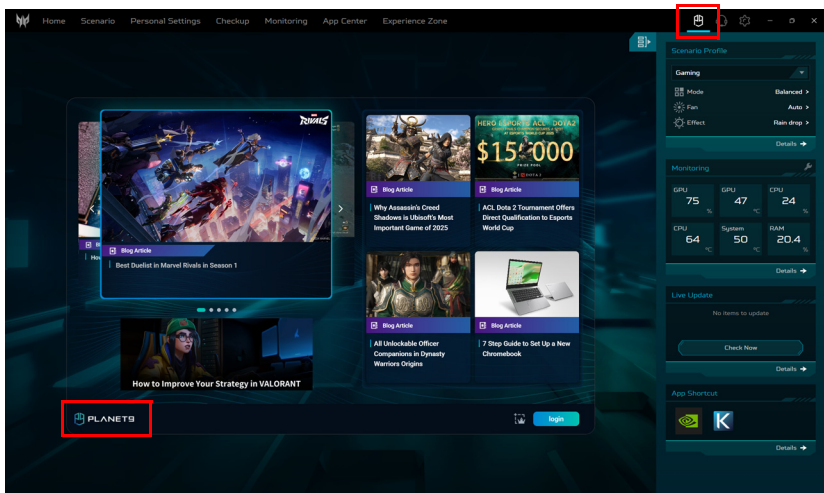 Home Scenario Personal Settings Checkup Monitoring App Center Experience Zone
Scenario Profile
Gaming
Mode Balanced >
Fan Auto >
Effect Rain drop >
Details →
RIVALS
Blog Article
Best Duelist in Marvel Rivals in Season 1
Blog Article
Why Assassin's Creed
Shadows is Ubisoft's Most
Important Game of 2025
HERO ESPORTS ACL - DOTA2
PRIZE POOL
Blog Article
ACL Dota 2 Tournament Offers
Direct Qualification to Esports
World Cup
Blog Article
All Unlockable Officer
Companions in Dynasty
Warriors Origins
Blog Article
7 Step Guide to Set Up a New
Chromebook
How to Improve Your Strategy in VALORANT
PLANET9
login
Monitoring
GPU
75
%
GPU
47
°C
CPU
24
%
CPU
64
°C
System
50
°C
RAM
20.4
%
Details →
Live Update
No items to update
Check Now
Details →
App Shortcut
K
Details →